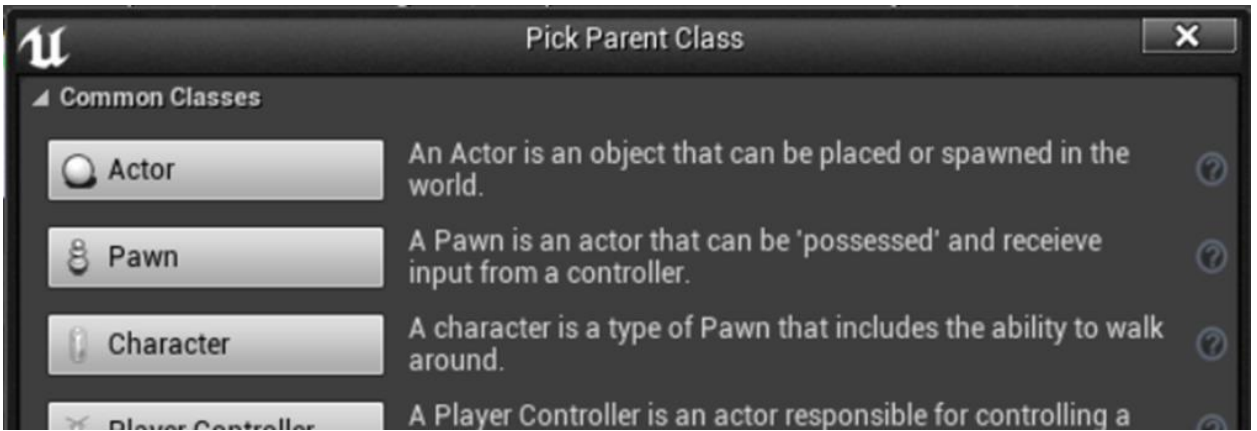 Pick Parent Class
Common Classes
Actor
An Actor is an object that can be placed or spawned in the
world.
Pawn
A Pawn is an actor that can be 'possessed' and receieve
input from a controller.
Character
A character is a type of Pawn that includes the ability to walk
around.
Player Controller
A Player Controller is an actor responsible for controlling a